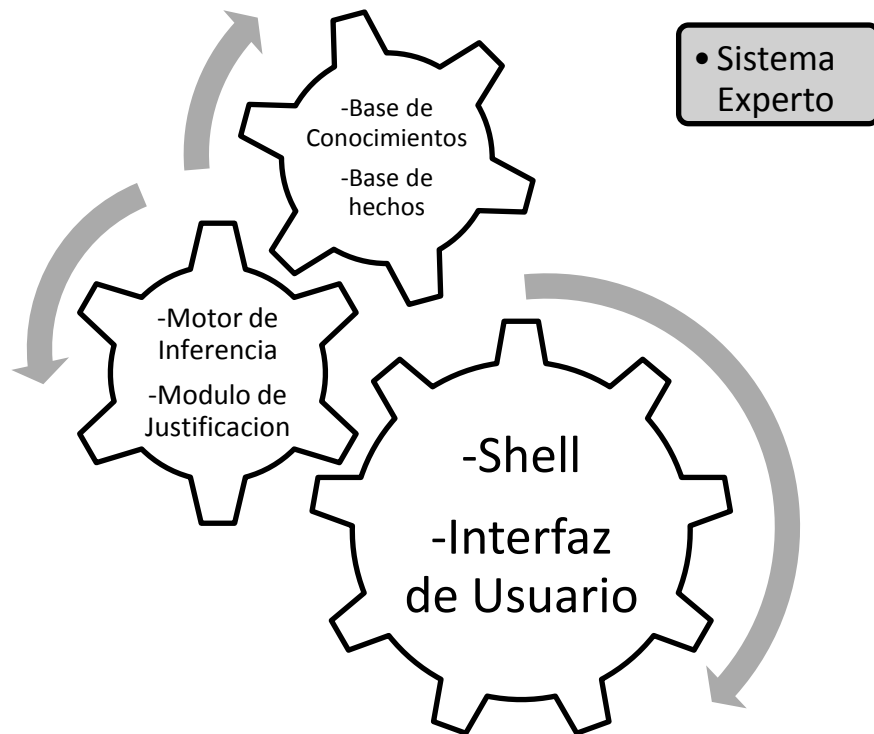 • Sistema
Experto
-Base de
Conocimientos
-Base de
hechos
-Motor de
Inferencia
-Modulo de
Justificacion
-Shell
-Interfaz
de Usuario